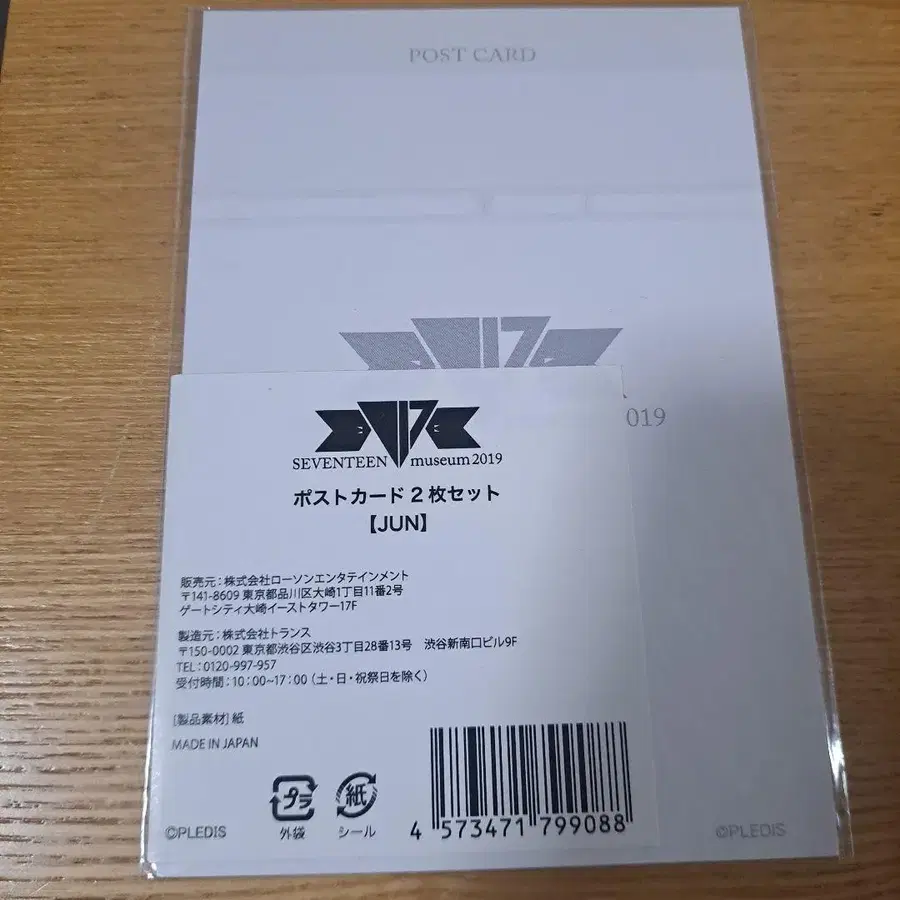 POST CARD
17
019
17
SEVENTEEN museum2019
ポストカード2枚セット
【JUN】
販売元：株式会社ローソンエンタテインメント
〒141-8609 東京都品川区大崎1丁目11番2号
ゲートシティ大崎イーストタワー17F
製造元：株式会社トランス
〒150-0002 東京都渋谷区渋谷3丁目28番13号　渋谷新南口ビル9F
TEL：0120-997-957
受付時間：10：00~17：00（土・日・祝祭日を除く）
[製品素材] 紙
MADE IN JAPAN
プラ
外袋
紙
シール
4 573471 799088
©PLEDIS
©PLEDIS